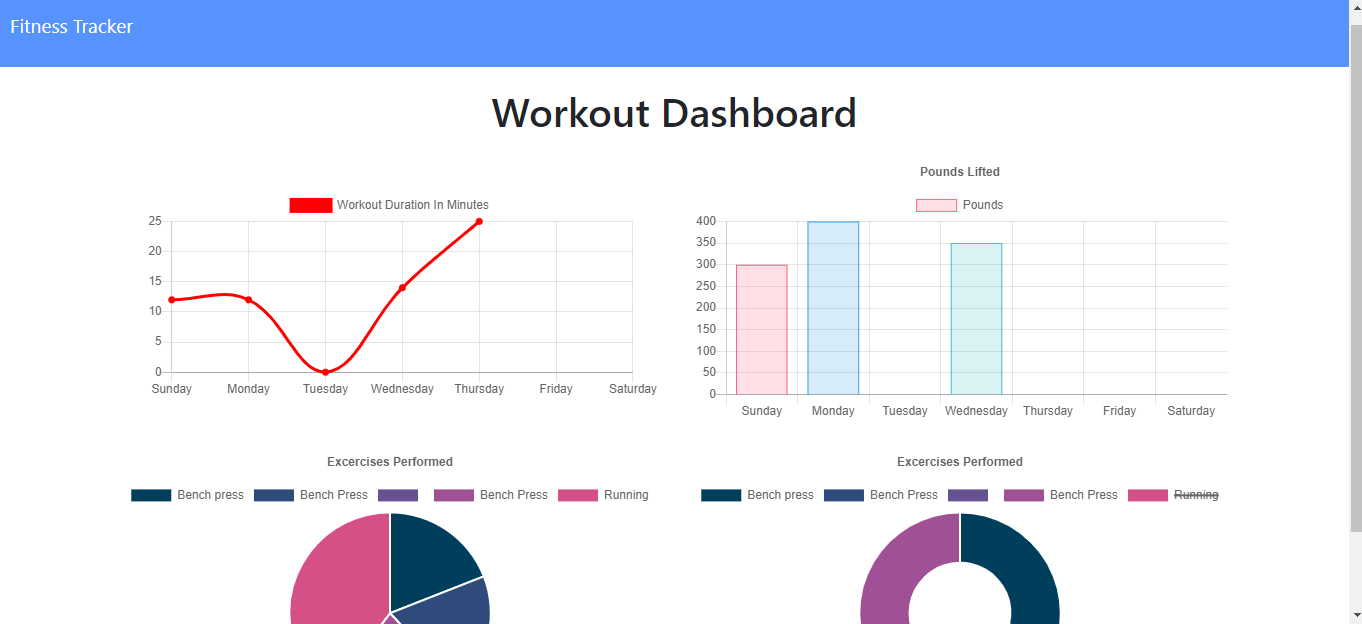 Fitness Tracker
Workout Dashboard
Workout Duration In Minutes
25
20
15
10
5
0
Sunday Monday Tuesday Wednesday Thursday Friday Saturday
Pounds Lifted
Pounds
400
350
300
250
200
150
100
50
0
Sunday Monday Tuesday Wednesday Thursday Friday Saturday
Excercises Performed
Bench press Bench Press Bench Press Running
Excercises Performed
Bench press Bench Press Bench Press Running